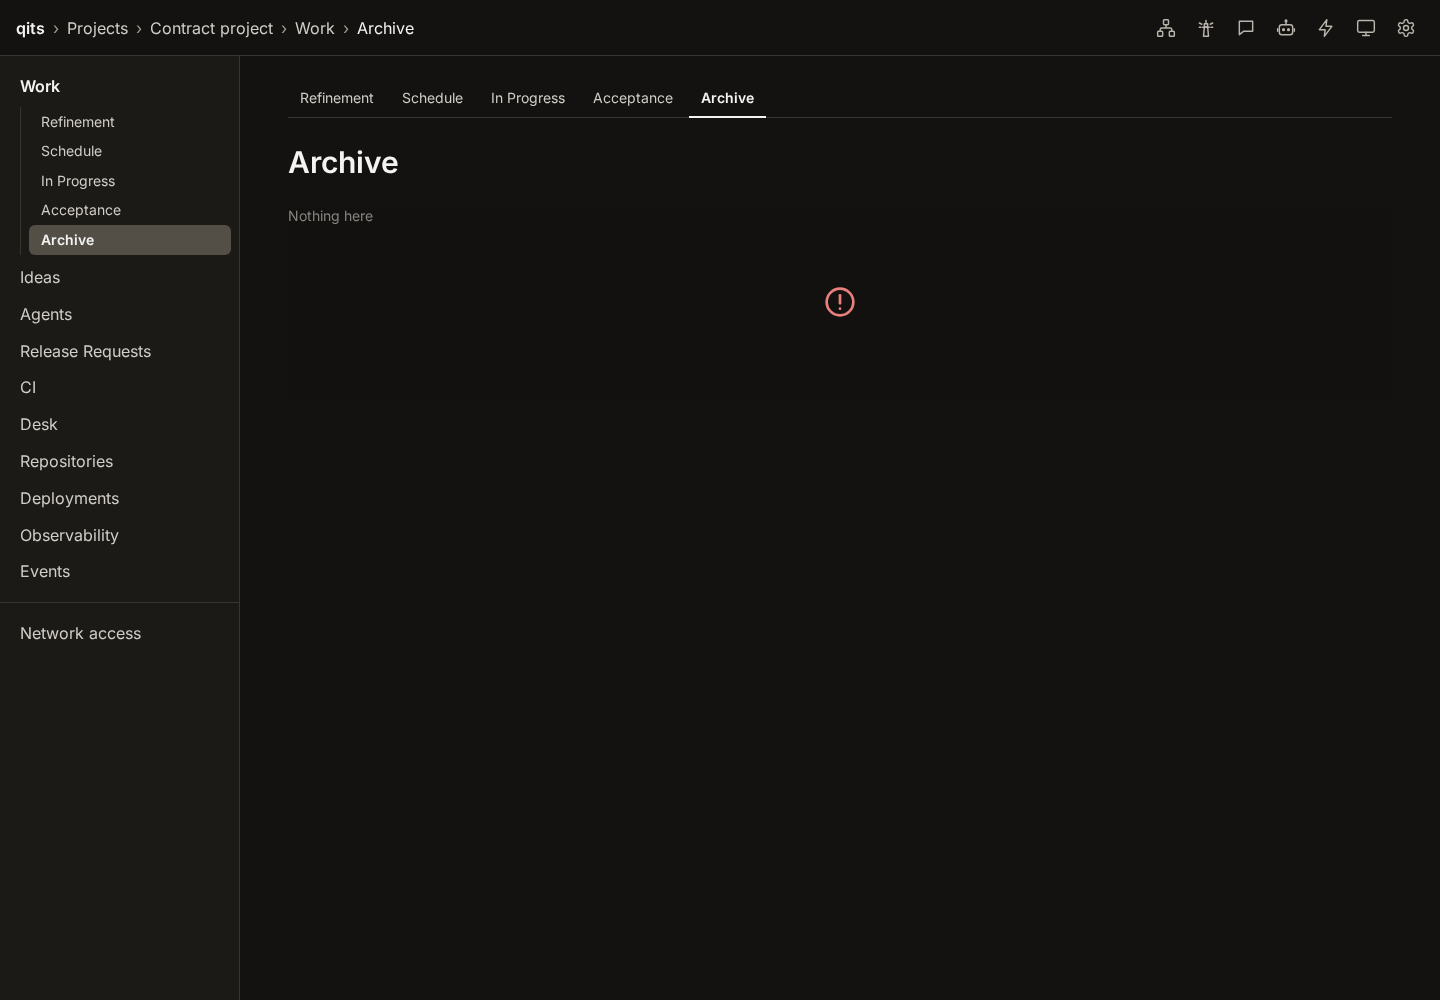 qits › Projects › Contract project › Work › Archive
Work
Refinement
Schedule
In Progress
Acceptance
Archive
Ideas
Agents
Release Requests
CI
Desk
Repositories
Deployments
Observability
Events
Network access
Refinement Schedule In Progress Acceptance Archive
Archive
Nothing here